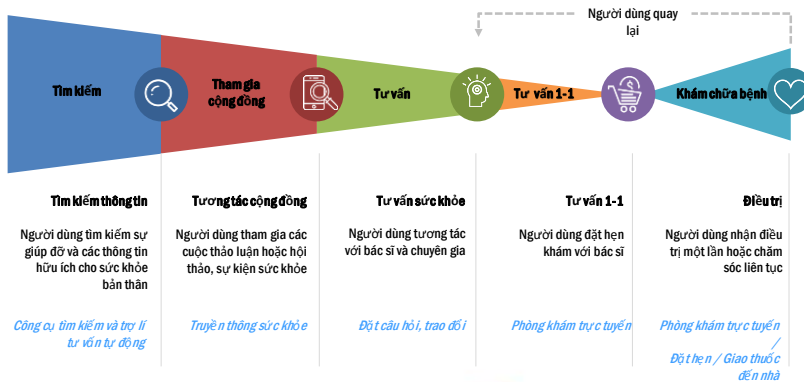 Người dùng quay
lại
Tìm kiếm
Tham gia
cộng đồng
Tư vấn
Tư vấn 1-1
Khám chữa bệnh
Tìm kiếm thông tin
Người dùng tìm kiếm sự
giúp đỡ và các thông tin
hữu ích cho sức khỏe
bản thân
Công cụ tìm kiếm và trợ lí
tư vấn tự động
Tương tác cộng đồng
Người dùng tham gia các
cuộc thảo luận hoặc hội
thảo, sự kiện sức khỏe
Truyền thông sức khỏe
Tư vấn sức khỏe
Người dùng tương tác
với bác sĩ và chuyên gia
Đặt câu hỏi, trao đổi
Tư vấn 1-1
Người dùng đặt hẹn
khám với bác sĩ
Phòng khám trực tuyến
Điều trị
Người dùng nhận điều
trị một lần hoặc chăm
sóc liên tục
Phòng khám trực tuyến
/
Đặt hẹn / Giao thuốc
đến nhà